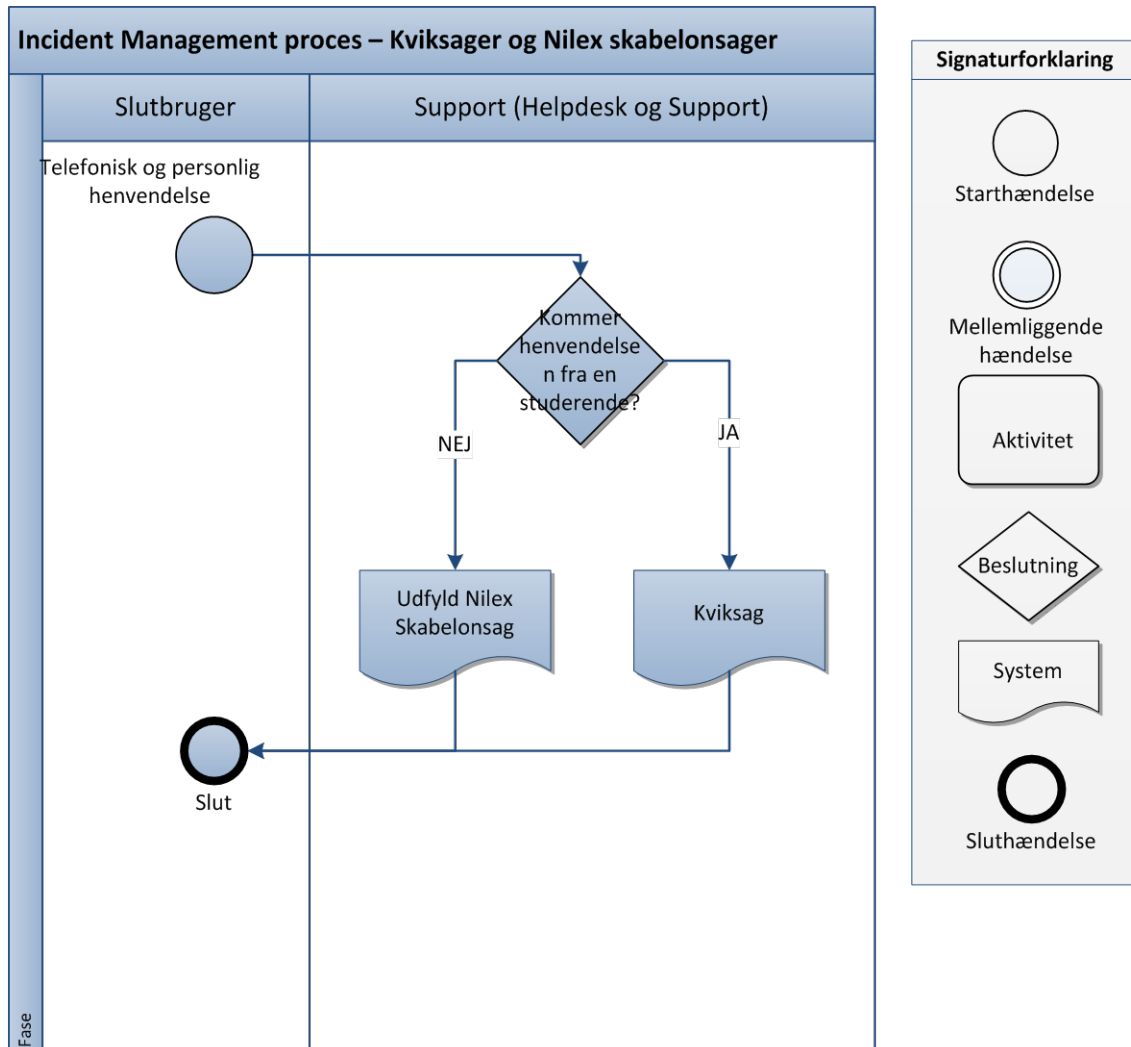 Incident Management proces – Kviksager og Nilex skabelonsager
Slutbruger
Support (Helpdesk og Support)
Telefonisk og personlig
henvendelse
Kommer
henvendelse
n fra en
studerende?
NEJ
JA
Udfyld Nilex
Skabelonsag
Kviksag
Slut
Fase
Signaturforklaring
Starthændelse
Mellemliggende
hændelse
Aktivitet
Beslutning
System
Sluthændelse